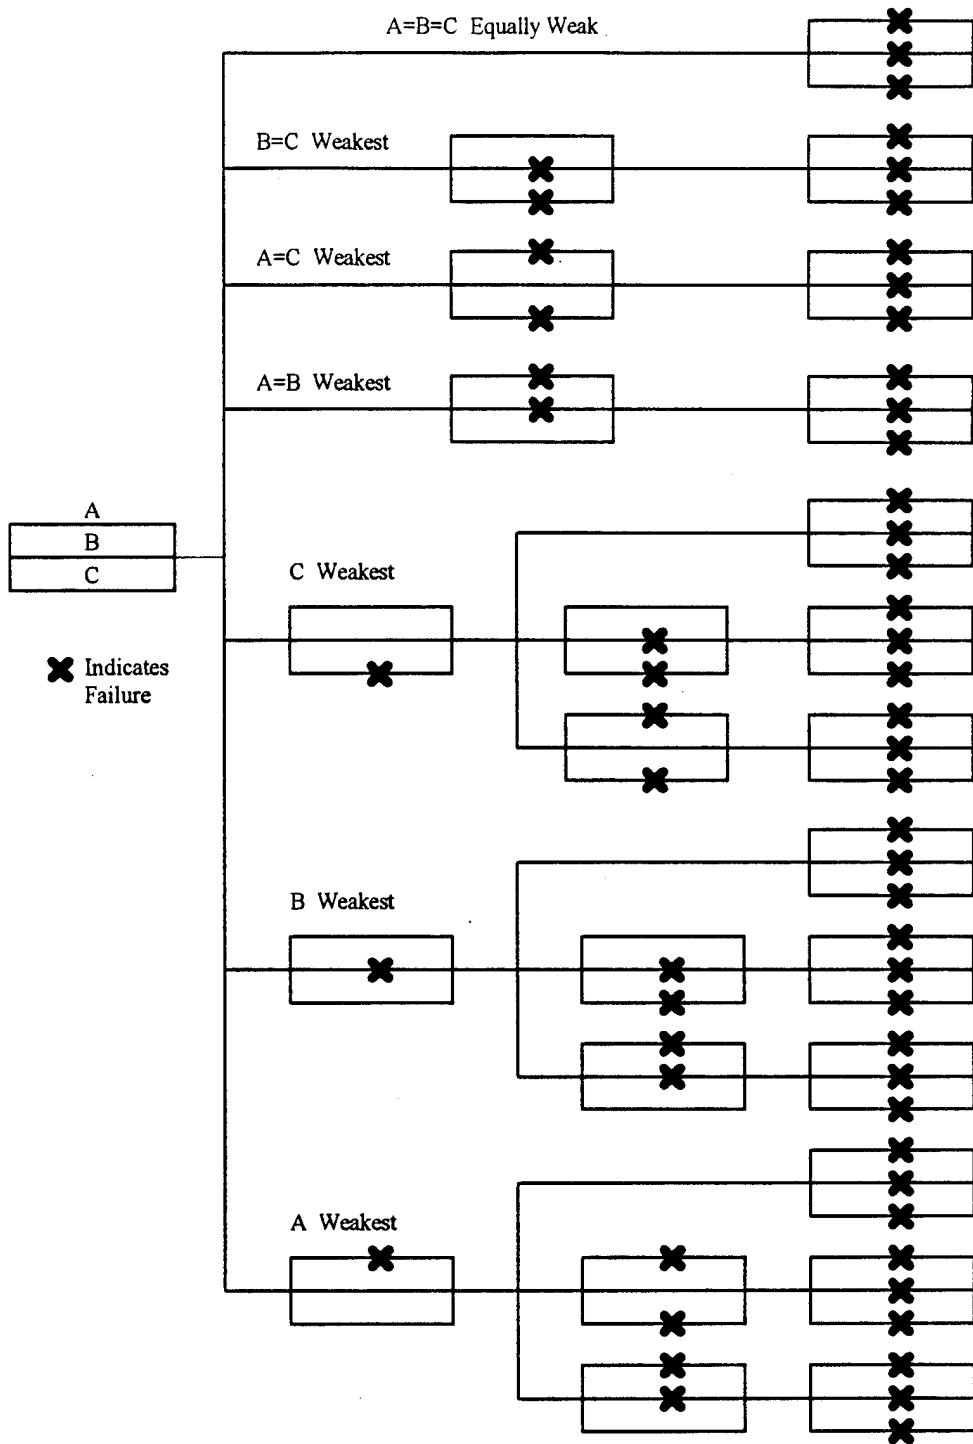 A=B=C Equally Weak
B=C Weakest
A=C Weakest
A=B Weakest
A
B
C
C Weakest
Indicates
Failure
B Weakest
A Weakest